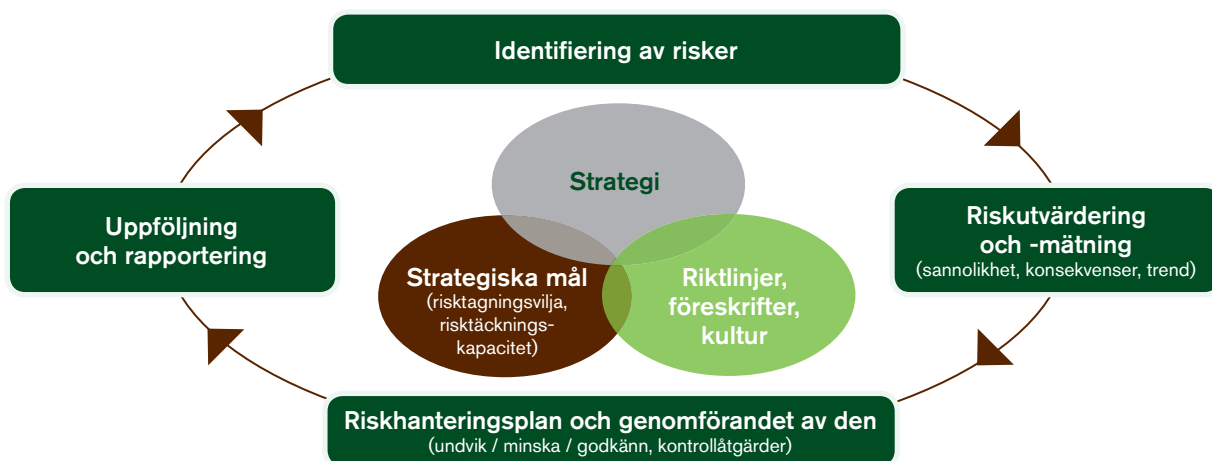 Identifiering av risker
Strategi
Uppföljning
och rapportering
Riskutvärdering
och -mätning
(sannolikhet, konsekvenser, trend)
Strategiska mål
(risktagningsvilja,
risktäcknings-
kapacitet)
Riktlinjer,
föreskrifter,
kultur
Riskhanteringsplan och genomförandet av den
(undvik / minska / godkänn, kontrollåtgärder)